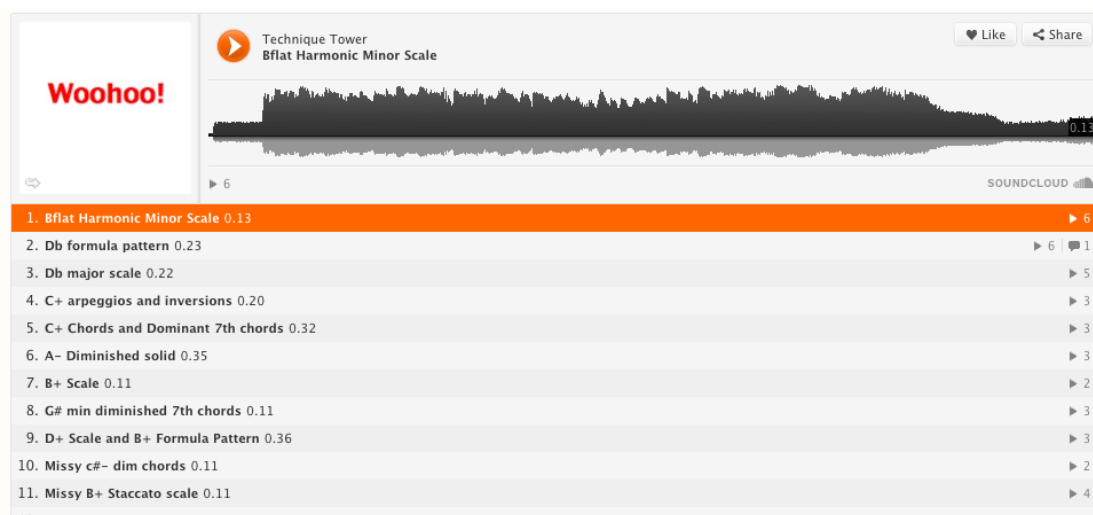 Woohoo!
Technique Tower
Bflat Harmonic Minor Scale
Like
Share
0.13
6
SOUNDCLOUD
1. Bflat Harmonic Minor Scale 0.13 6
2. Db formula pattern 0.23 6 1
3. Db major scale 0.22 5
4. C+ arpeggios and inversions 0.20 3
5. C+ Chords and Dominant 7th chords 0.32 3
6. A- Diminished solid 0.35 3
7. B+ Scale 0.11 2
8. G# min diminished 7th chords 0.11 3
9. D+ Scale and B+ Formula Pattern 0.36 3
10. Missy c#- dim chords 0.11 2
11. Missy B+ Staccato scale 0.11 4